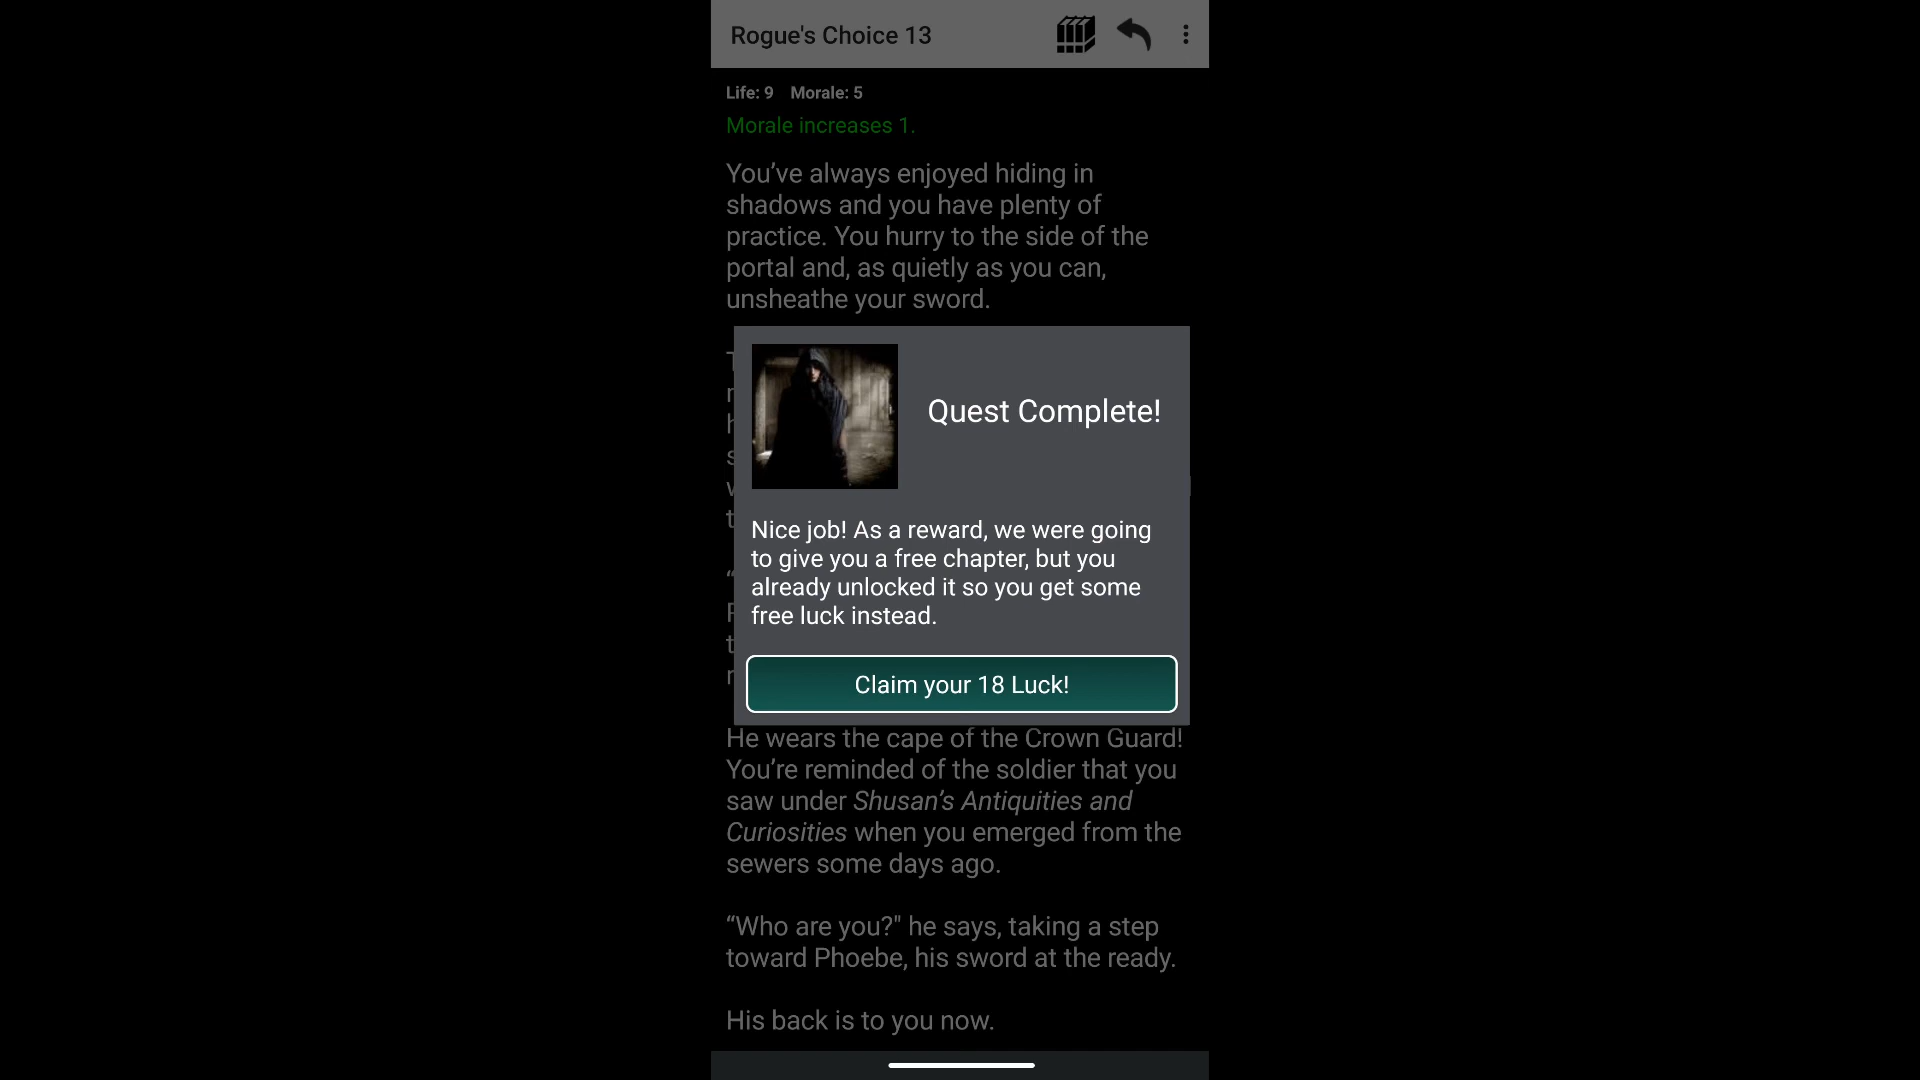 Rogue's Choice 13
Life: 9 Morale: 5
Morale increases 1.
You’ve always enjoyed hiding in
shadows and you have plenty of
practice. You hurry to the side of the
portal and, as quietly as you can,
unsheathe your sword.
Quest Complete!
Nice job! As a reward, we were going
to give you a free chapter, but you
already unlocked it so you get some
free luck instead.
Claim your 18 Luck!
He wears the cape of the Crown Guard!
You’re reminded of the soldier that you
saw under Shusan’s Antiquities and
Curiosities when you emerged from the
sewers some days ago.
“Who are you?" he says, taking a step
toward Phoebe, his sword at the ready.
His back is to you now.